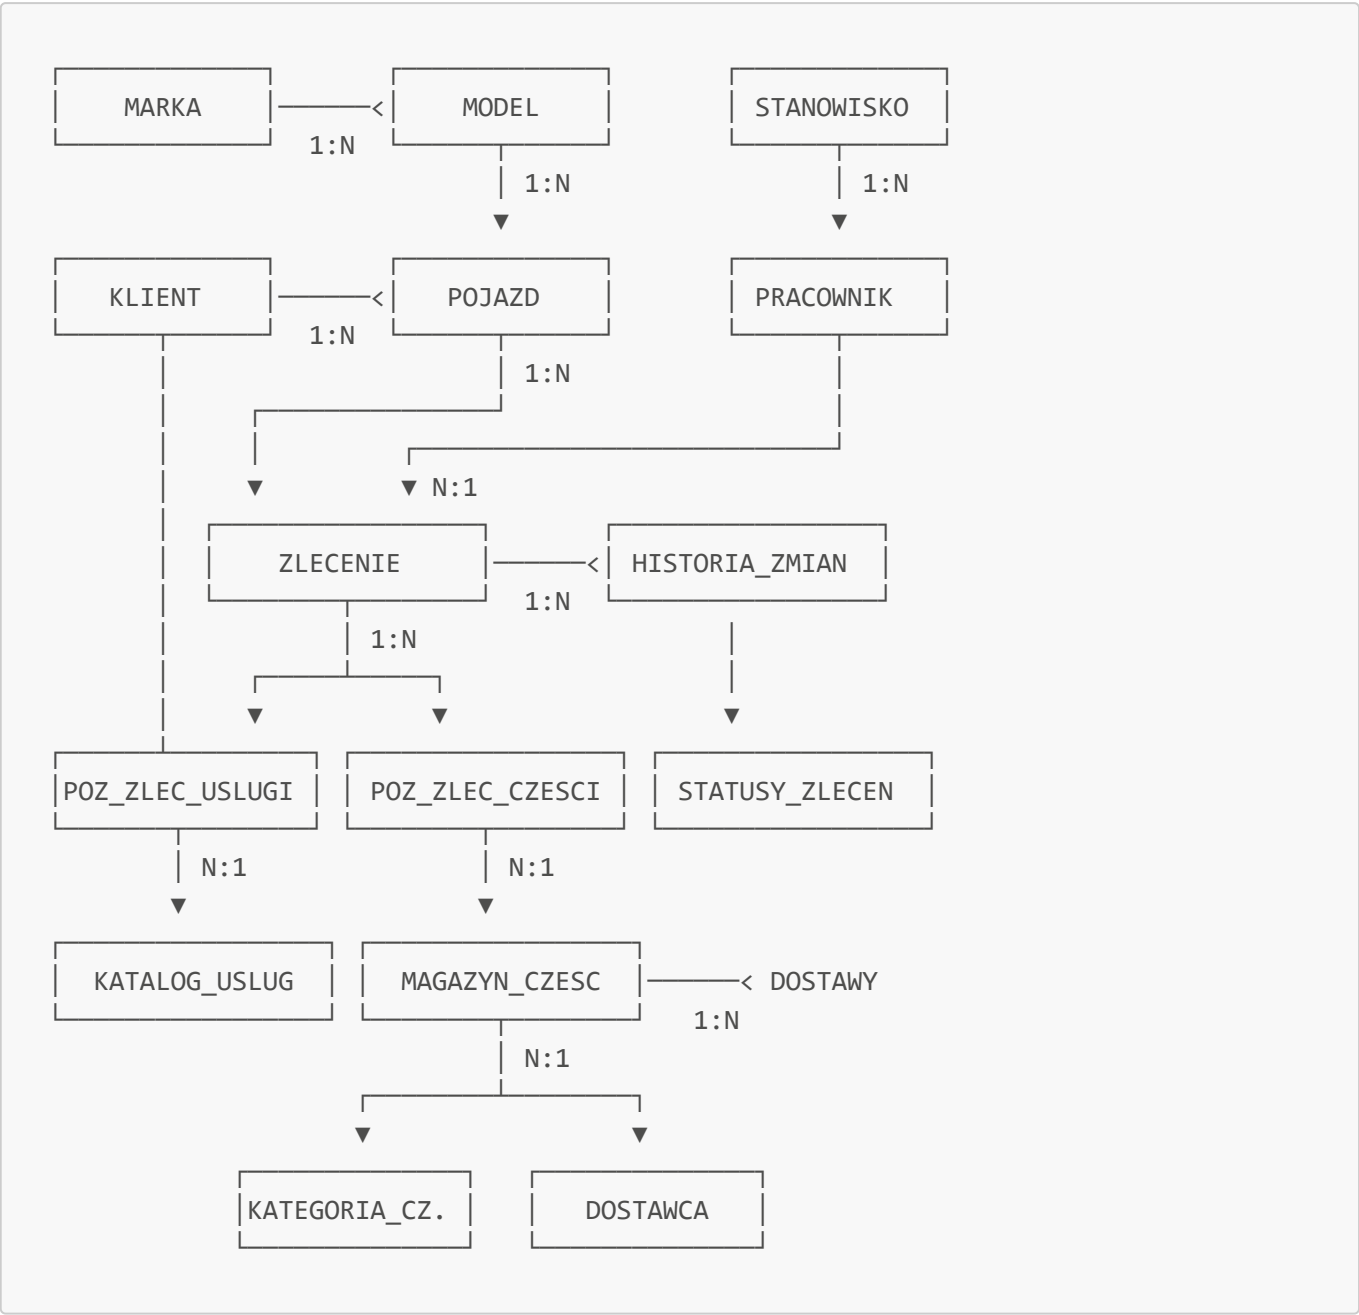 MARKA MODEL STANOWISKO
1:N
1:N 1:N
KLIENT POJAZD PRACOWNIK
1:N
1:N
N:1
ZLECENIE HISTORIA_ZMIAN
1:N
1:N
POZ_ZLEC_USLUGI POZ_ZLEC_CZESCI STATUSY_ZLECEN
N:1 N:1
KATALOG_USLUG MAGAZYN_CZESC DOSTAWY
1:N
N:1
KATEGORIA_CZ. DOSTAWCA